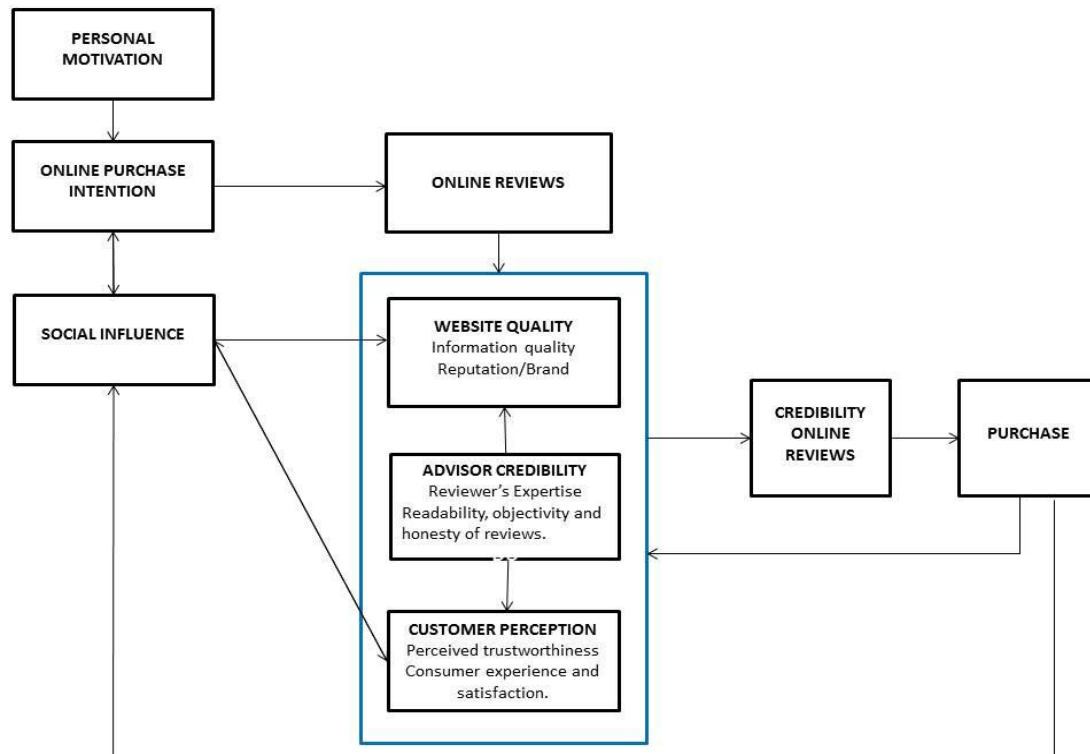 PERSONAL
MOTIVATION
ONLINE PURCHASE
INTENTION
ONLINE REVIEWS
SOCIAL INFLUENCE
WEBSITE QUALITY
Information quality
Reputation/Brand
ADVISOR CREDIBILITY
Reviewer's Expertise
Readability, objectivity and
honesty of reviews.
CUSTOMER PERCEPTION
Perceived trustworthiness
Consumer experience and
satisfaction.
CREDIBILITY
ONLINE
REVIEWS
PURCHASE